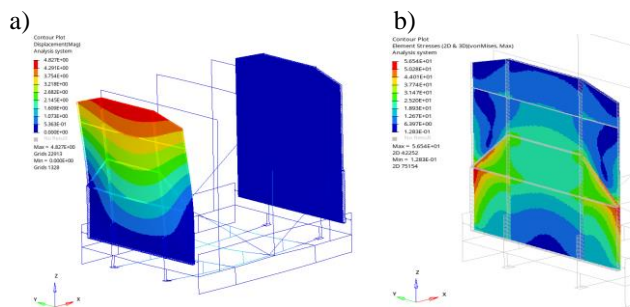 a)
Contour Plot
Displacement(Mag)
Analysis system
4.827E+00
4.291E+00
3.754E+00
3.218E+00
2.682E+00
2.145E+00
1.609E+00
1.073E+00
5.363E-01
0.000E+00
No Result
Max = 4.827E+00
Grids 22913
Min = 0.000E+00
Grids 1328
Z
Y
X
b)
Contour Plot
Element Stresses (2D & 3D)(vonMises, Max)
Analysis system
5.654E+01
5.028E+01
4.401E+01
3.774E+01
3.147E+01
2.520E+01
1.893E+01
1.267E+01
6.397E+00
1.283E-01
No Result
Max = 5.654E+01
2D 42252
Min = 1.283E-01
2D 75154
Z
Y
X